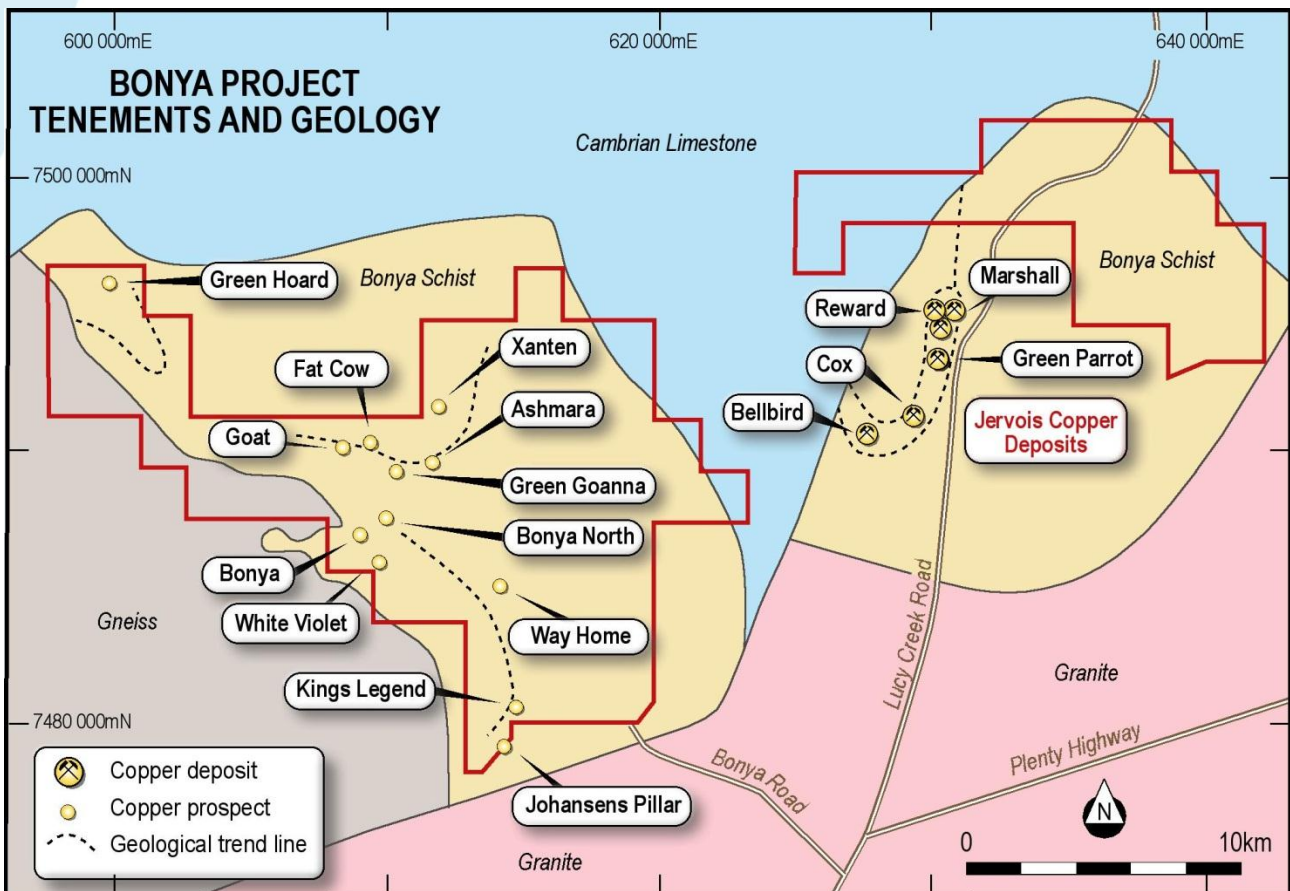 600 000mE
620 000mE
640 000mE
BONYA PROJECT
TENEMENTS AND GEOLOGY
Cambrian Limestone
7500 000mN
Bonya Schist
Bonya Schist
Green Hoard
Marshall
Reward
Xanten
Fat Cow
Green Parrot
Cox
Ashmara
Bellbird
Jervois Copper
Deposits
Goat
Green Goanna
Bonya North
Bonya
White Violet
Gneiss
Way Home
Lucy Creek Road
Granite
Kings Legend
7480 000mN
Plenty Highway
Bonya Road
Johansens Pillar
Granite
Copper deposit
Copper prospect
Geological trend line
N
0
10km